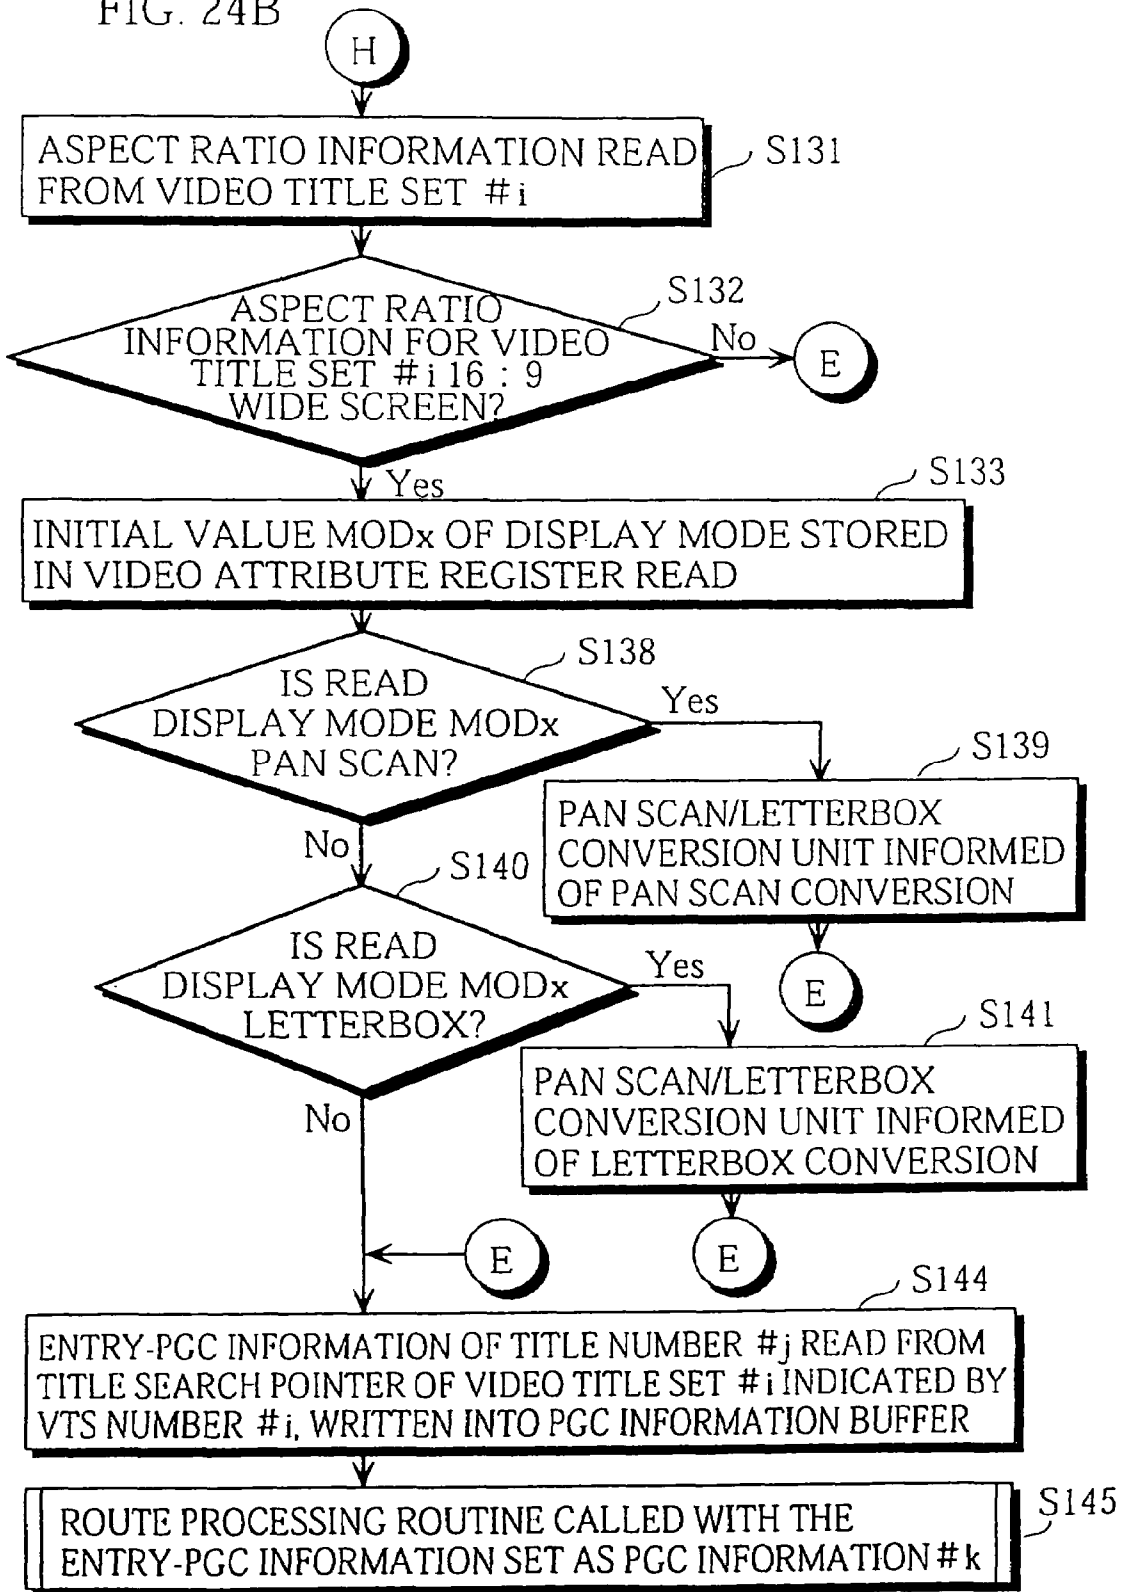 FIG. 24B
H
ASPECT RATIO INFORMATION READ
FROM VIDEO TITLE SET #i
S131
ASPECT RATIO
INFORMATION FOR VIDEO
TITLE SET #i 16 : 9
WIDE SCREEN?
S132
No
E
Yes
S133
INITIAL VALUE MODx OF DISPLAY MODE STORED
IN VIDEO ATTRIBUTE REGISTER READ
IS READ
DISPLAY MODE MODx
PAN SCAN?
S138
Yes
S139
PAN SCAN/LETTERBOX
CONVERSION UNIT INFORMED
OF PAN SCAN CONVERSION
E
No
S140
IS READ
DISPLAY MODE MODx
LETTERBOX?
Yes
S141
PAN SCAN/LETTERBOX
CONVERSION UNIT INFORMED
OF LETTERBOX CONVERSION
E
No
E
S144
ENTRY-PGC INFORMATION OF TITLE NUMBER #j READ FROM
TITLE SEARCH POINTER OF VIDEO TITLE SET #i INDICATED BY
VTS NUMBER #i, WRITTEN INTO PGC INFORMATION BUFFER
S145
ROUTE PROCESSING ROUTINE CALLED WITH THE
ENTRY-PGC INFORMATION SET AS PGC INFORMATION #k